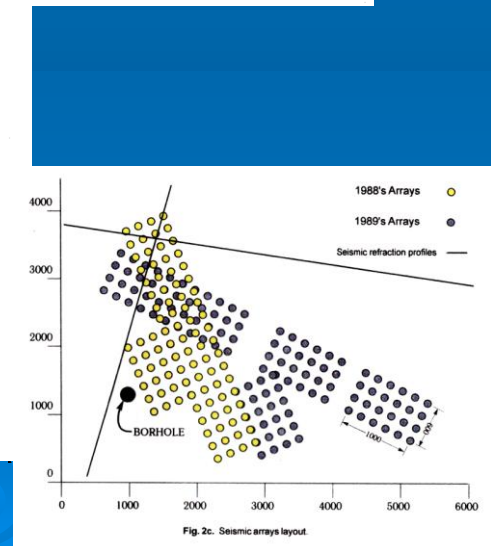 4000
1988's Arrays
1989's Arrays
Seismic refraction profiles
3000
2000
1000
BORHOLE
1000
600
0
0 1000 2000 3000 4000 5000 6000
Fig. 2c. Seismic arrays layout.